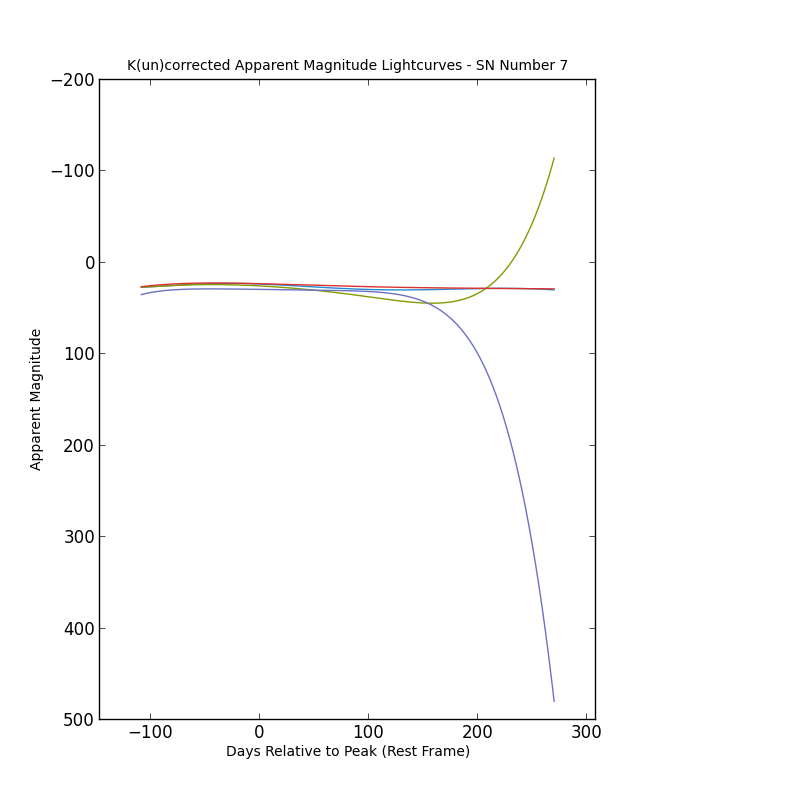 K(un)corrected Apparent Magnitude Lightcurves - SN Number 7
−200
−100
0
100
200
300
400
500
Apparent Magnitude
−100 0 100 200 300
Days Relative to Peak (Rest Frame)